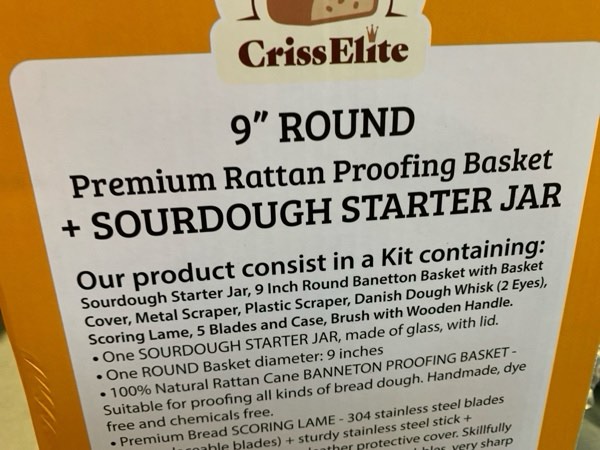 CrissElite
9" ROUND
Premium Rattan Proofing Basket
+ SOURDOUGH STARTER JAR
Our product consist in a Kit containing:
Sourdough Starter Jar, 9 Inch Round Banetton Basket with Basket
Cover, Metal Scraper, Plastic Scraper, Danish Dough Whisk (2 Eyes),
Scoring Lame, 5 Blades and Case, Brush with Wooden Handle.
• One SOURDOUGH STARTER JAR, made of glass, with lid.
• One ROUND Basket diameter: 9 inches
• 100% Natural Rattan Cane BANNETON PROOFING BASKET -
Suitable for proofing all kinds of bread dough. Handmade, dye
free and chemicals free.
• Premium Bread SCORING LAME - 304 stainless steel blades
blades) + sturdy stainless steel stick +
protective cover. Skillfully
very sharp